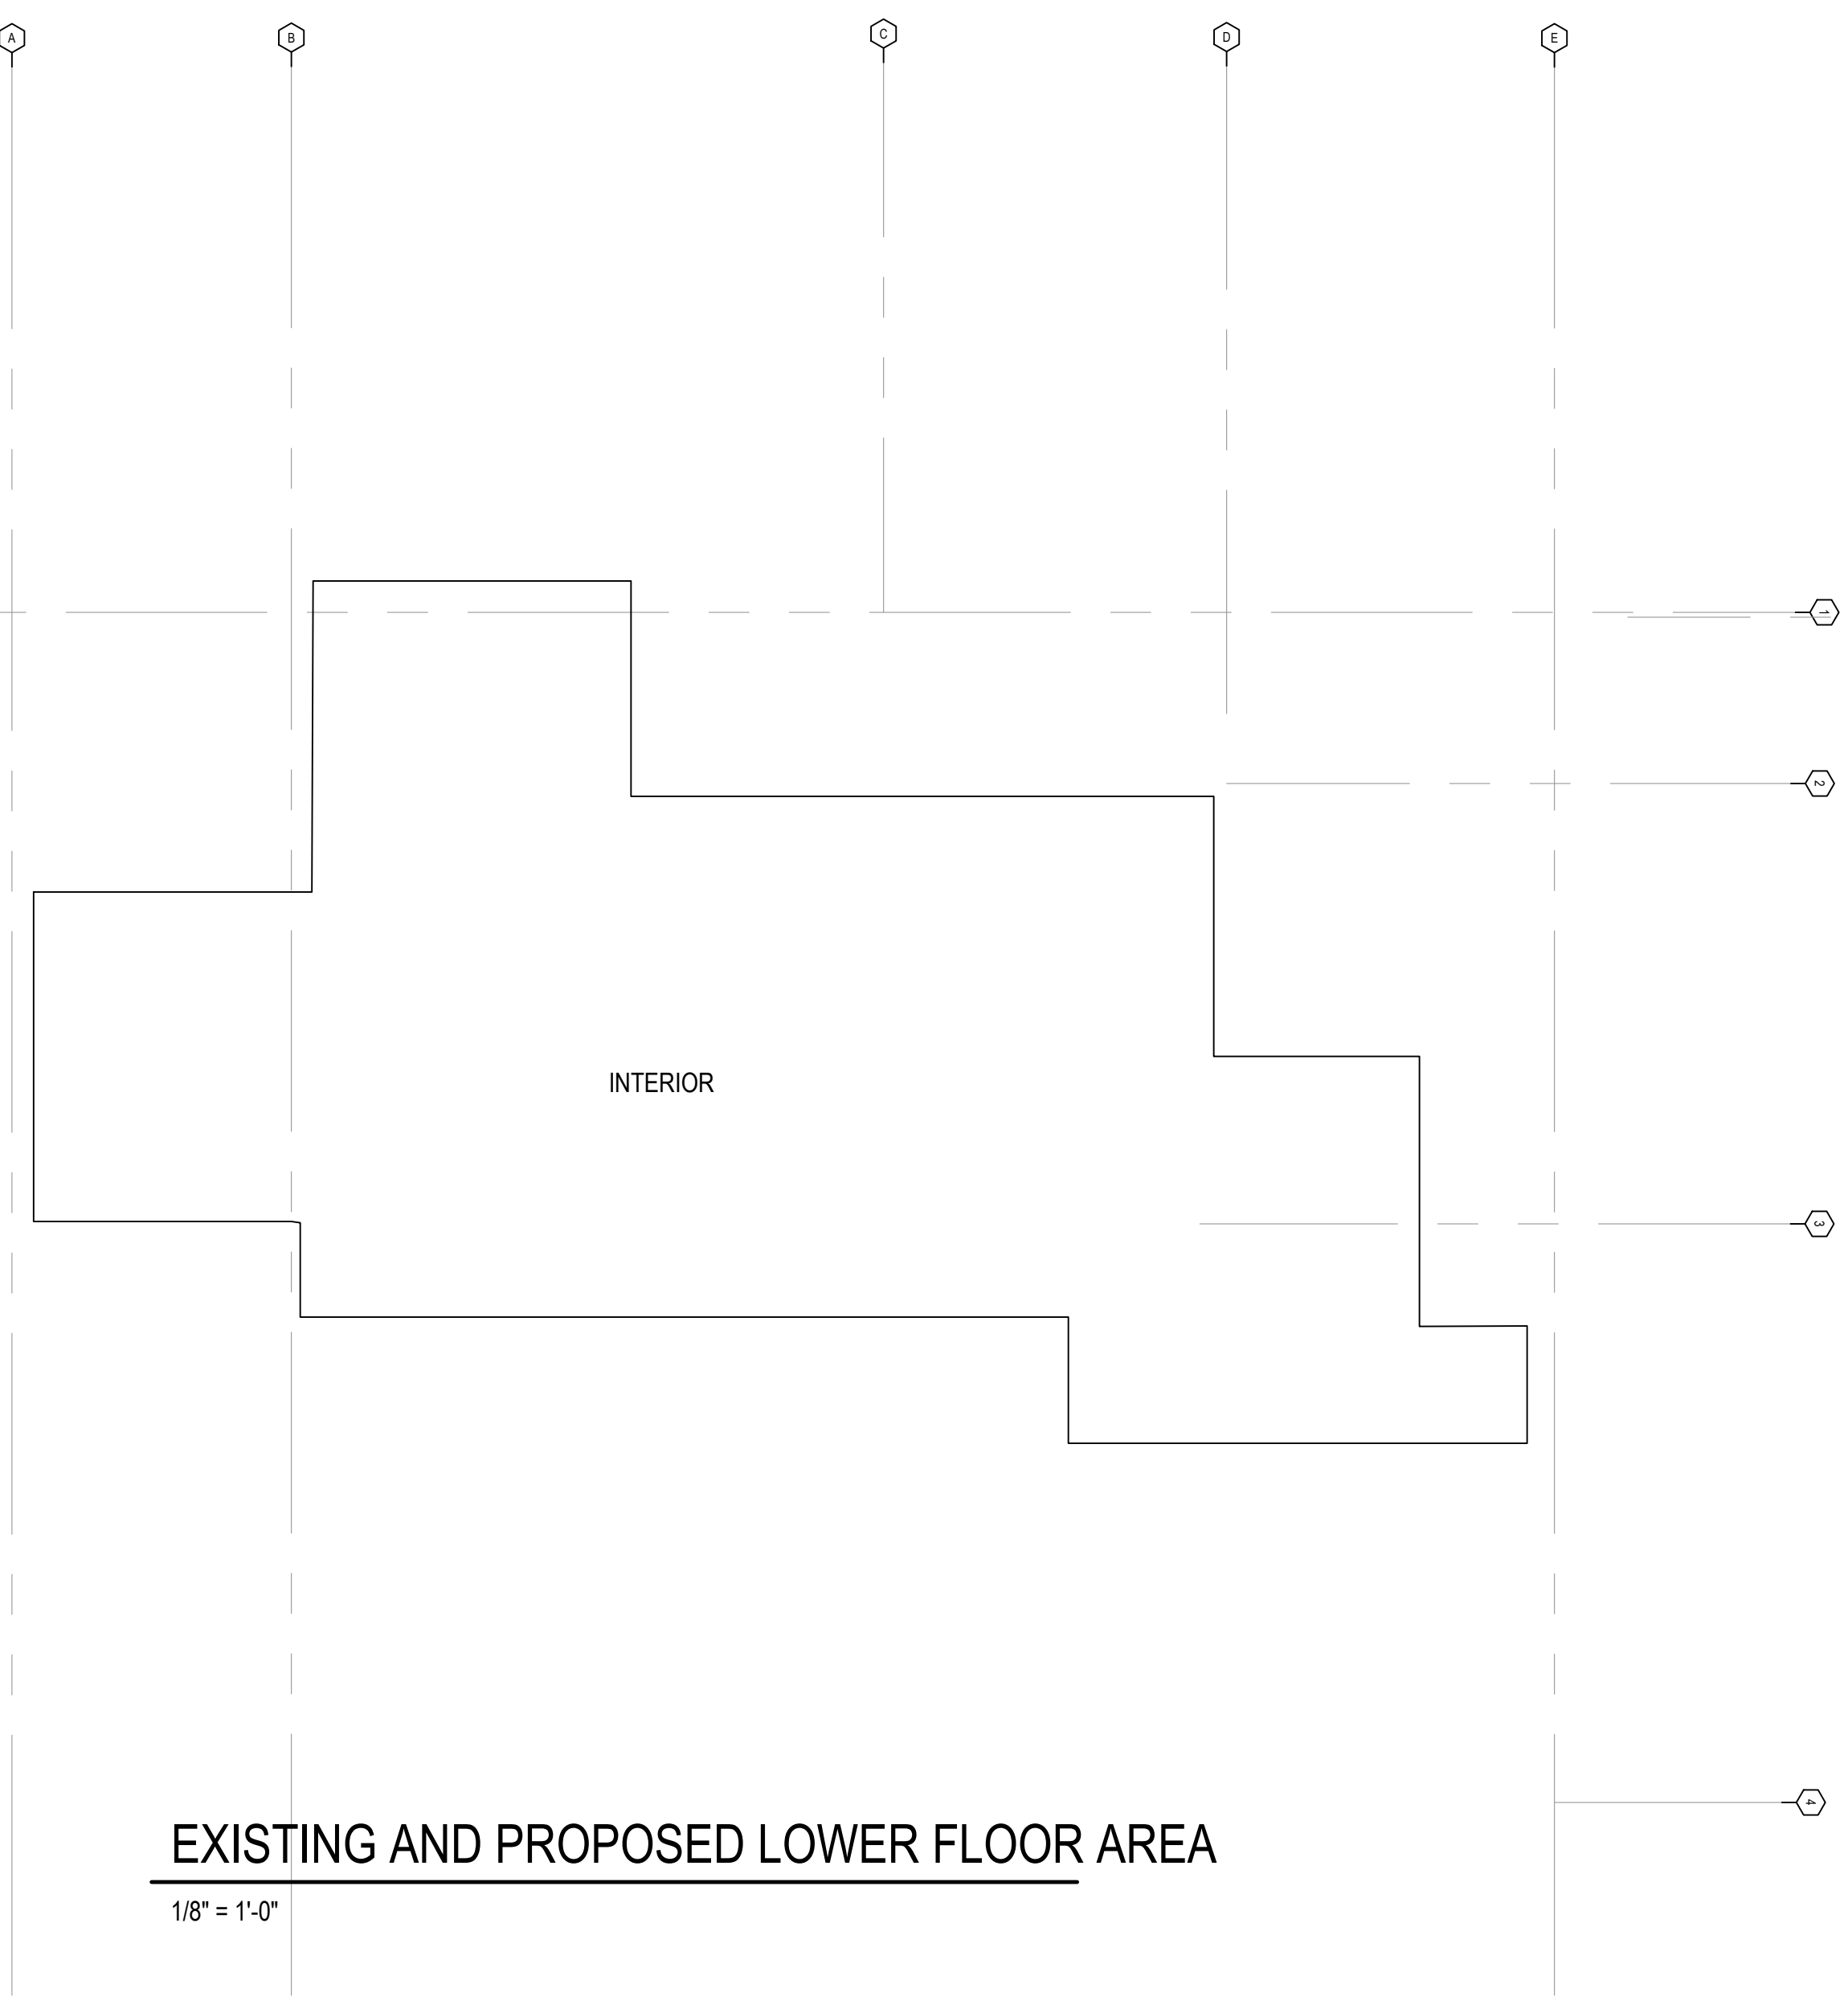 A
B
C
D
E
1
2
INTERIOR
3
4
EXISTING AND PROPOSED LOWER FLOOR AREA
1/8" = 1'-0"